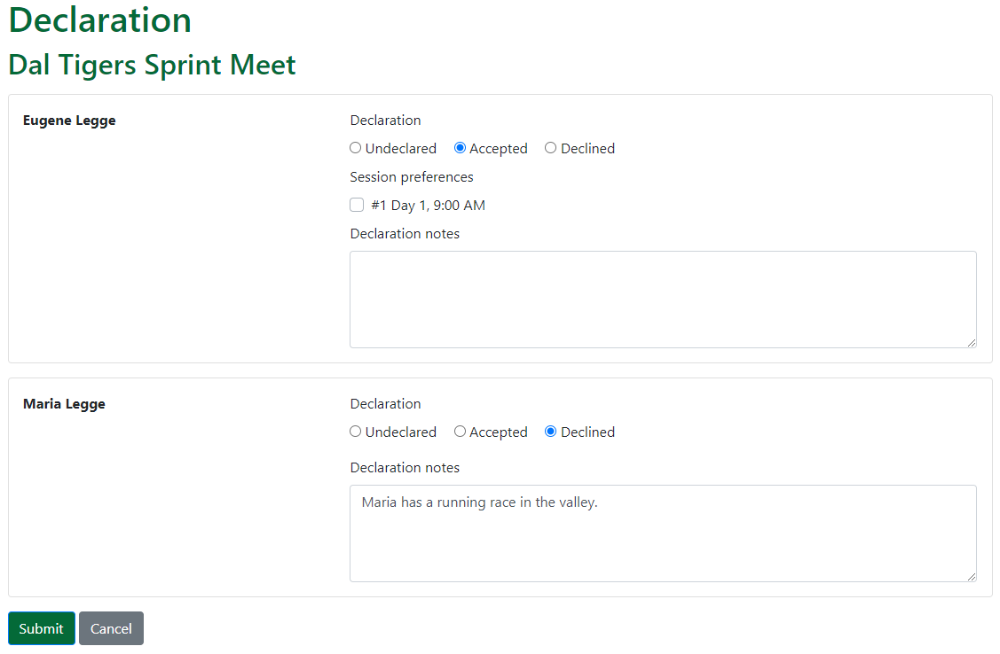 Declaration
Dal Tigers Sprint Meet
Eugene Legge
Declaration
Undeclared Accepted Declined
Session preferences
#1 Day 1, 9:00 AM
Declaration notes
Maria Legge
Declaration
Undeclared Accepted Declined
Declaration notes
Maria has a running race in the valley.
Submit Cancel